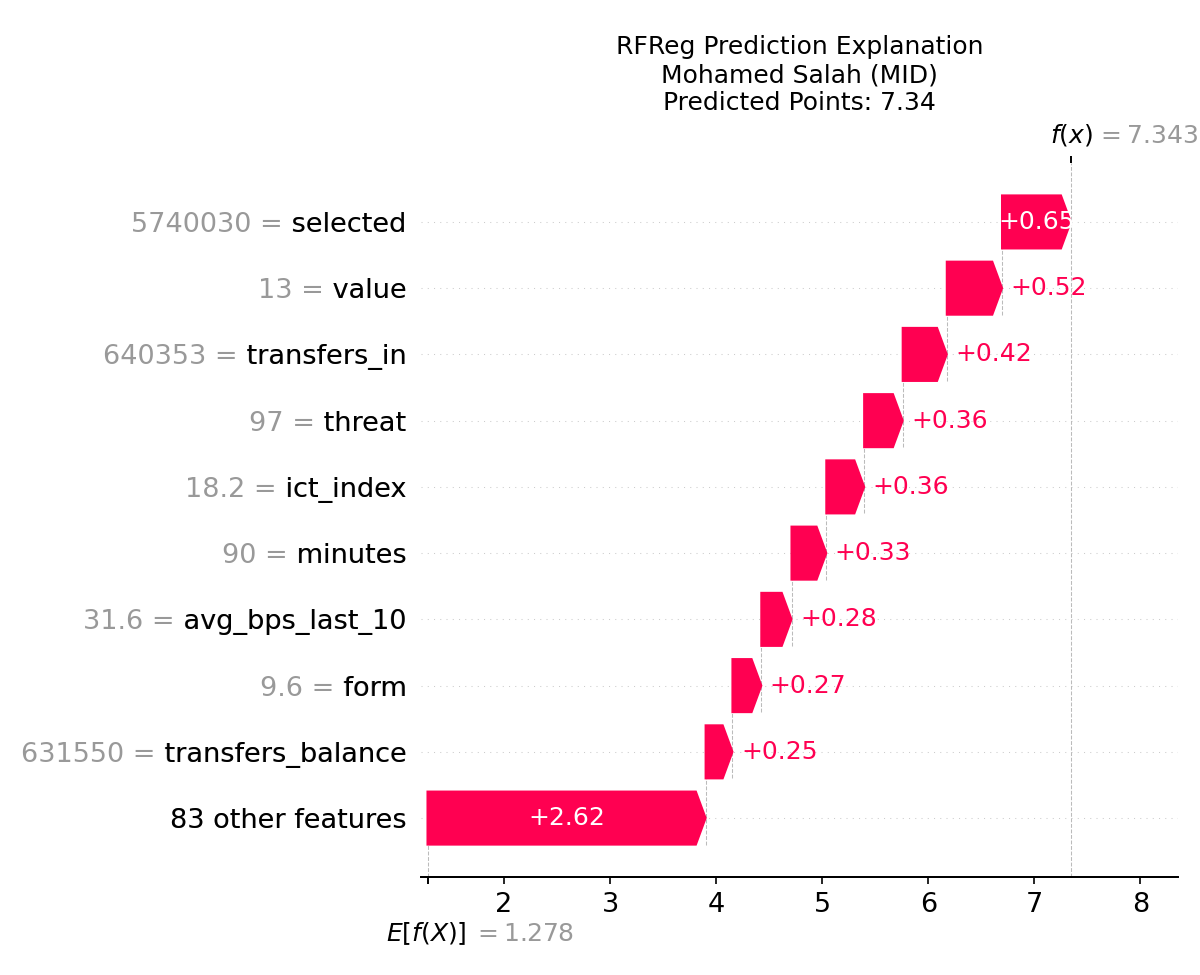 RFReg Prediction Explanation
Mohamed Salah (MID)
Predicted Points: 7.34
f(x) = 7.343
5740030 = selected +0.65
13 = value +0.52
640353 = transfers_in +0.42
97 = threat +0.36
18.2 = ict_index +0.36
90 = minutes +0.33
31.6 = avg_bps_last_10 +0.28
9.6 = form +0.27
631550 = transfers_balance +0.25
83 other features +2.62
2 3 4 5 6 7 8
E[f(X)] = 1.278